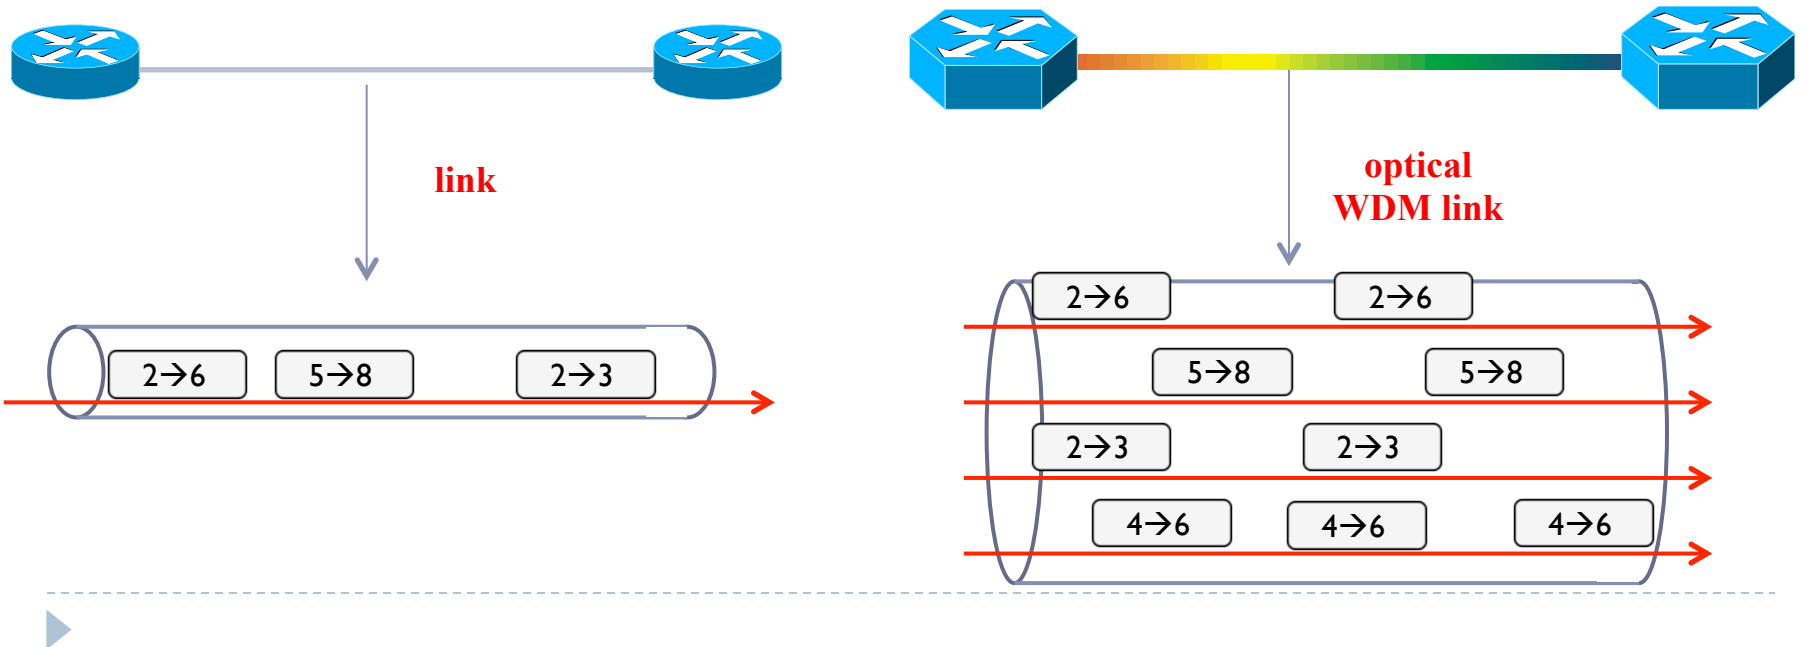 link
optical
WDM link
2→6 5→8 2→3
2→6 2→6
5→8 5→8
2→3 2→3
4→6 4→6 4→6